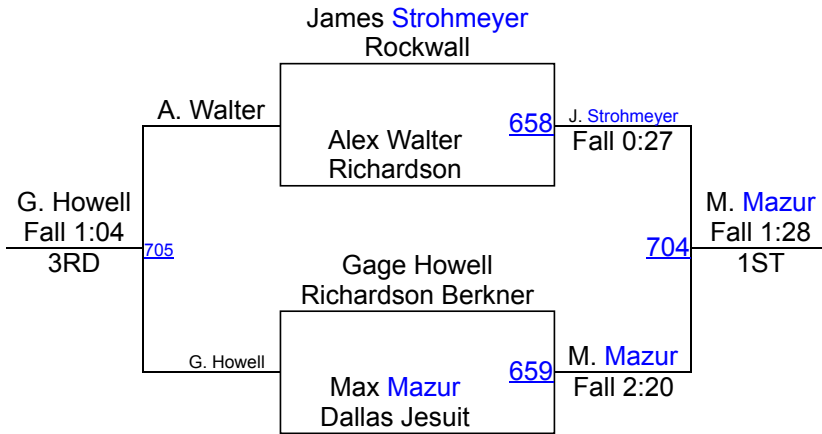 James Strohmeyer
Rockwall
A. Walter
658
J. Strohmeyer
Alex Walter
Fall 0:27
Richardson
G. Howell
M. Mazur
Fall 1:04
Fall 1:28
705
704
3RD
1ST
Gage Howell
Richardson Berkner
G. Howell
659
M. Mazur
Max Mazur
Fall 2:20
Dallas Jesuit